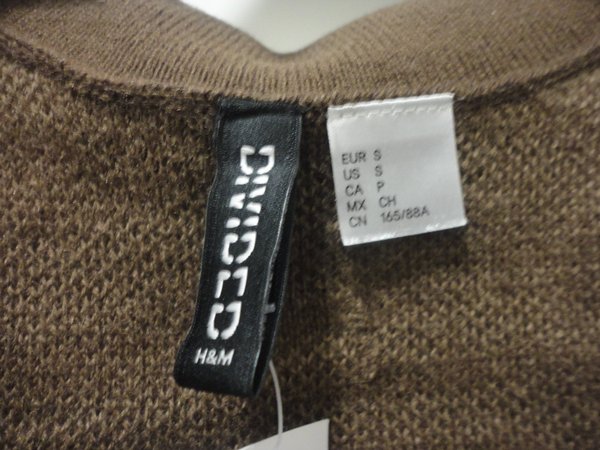 DIVIDED
H&M
EUR S
US S
CA P
MX CH
CN 165/88A